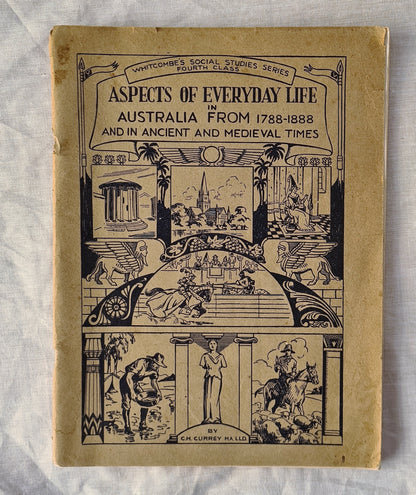 WHITCOMBE'S SOCIAL STUDIES SERIES
FOURTH CLASS
ASPECTS OF EVERYDAY LIFE
IN
AUSTRALIA FROM 1788-1888
AND IN ANCIENT AND MEDIEVAL TIMES
BY
C.H. CURREY M.A. LL.D.